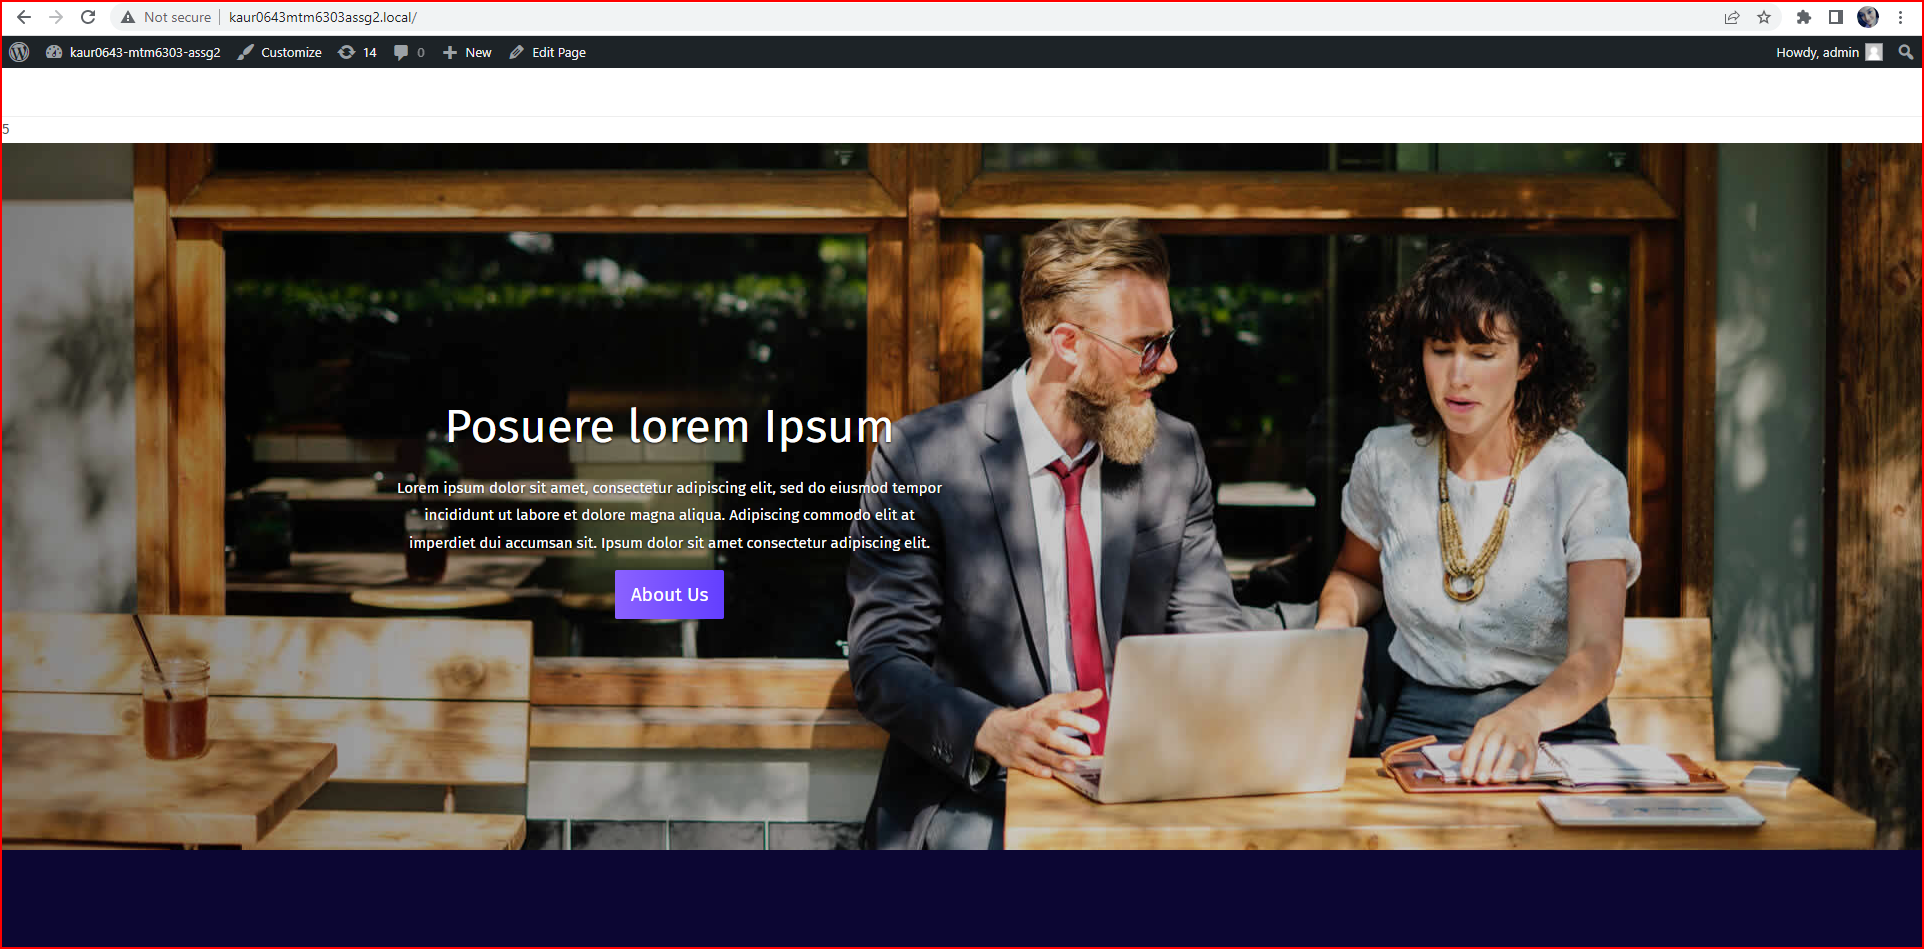 Not secure kaur0643mtm6303assg2.local/
kaur0643-mtm6303-assg2 Customize 14 0 New Edit Page Howdy, admin
5
Posuere lorem Ipsum
Lorem ipsum dolor sit amet, consectetur adipiscing elit, sed do eiusmod tempor
incididunt ut labore et dolore magna aliqua. Adipiscing commodo elit at
imperdiet dui accumsan sit. Ipsum dolor sit amet consectetur adipiscing elit.
About Us